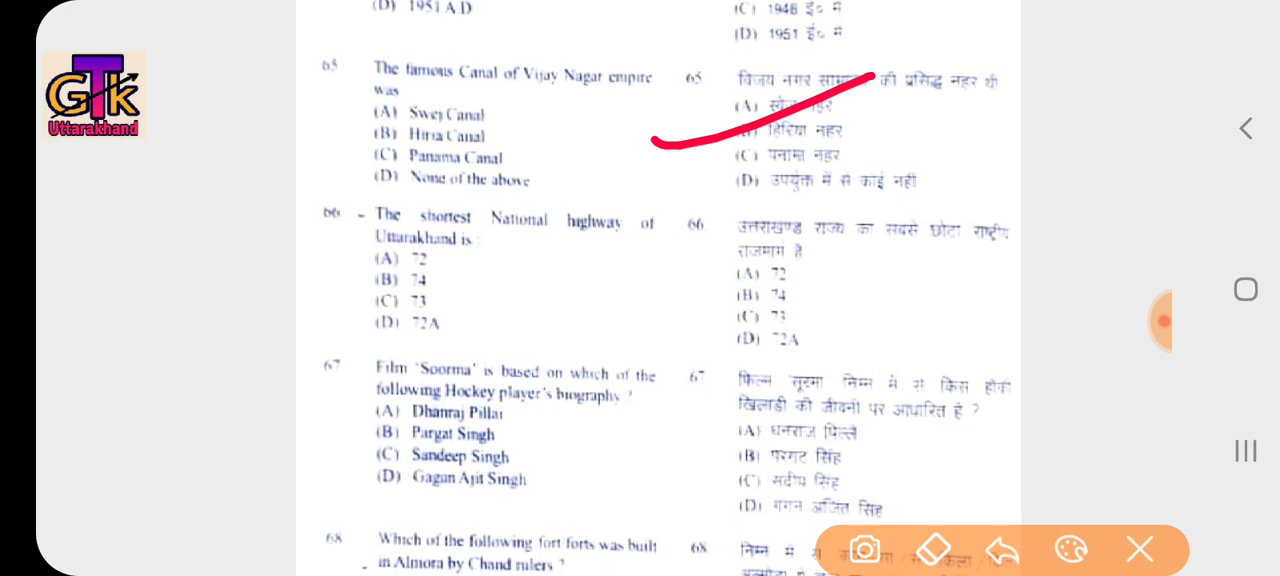 GTK
Uttarakhand
(D) 1951 A.D
65 The famous Canal of Vijay Nagar empire was
(A) Swej Canal
(B) Hiria Canal
(C) Panama Canal
(D) None of the above
66 The shortest National highway of Uttarakhand is :
(A) 72
(B) 74
(C) 73
(D) 72A
67 Film 'Soorma' is based on which of the following Hockey player's biography ?
(A) Dhanraj Pillai
(B) Pargat Singh
(C) Sandeep Singh
(D) Gagan Ajit Singh
68 Which of the following fort forts was built in Almora by Chand rulers ?
(C) 1948 ई० में
(D) 1951 ई० में
65 विजय नगर की प्रसिद्ध नहर थी
(A) नहर
हिरिया नहर
(C) पनामा नहर
(D) उपर्युक्त में से कोई नहीं
66 उत्तराखण्ड राज्य का सबसे छोटा राष्ट्रीय
राजमार्ग है
(A) 72
(B) 74
(C) 73
(D) 72A
67 फिल्म सूरमा निम्न में से किस हॉकी
खिलाडी की जीवनी पर आधारित है ?
(A) धनराज पिल्लै
(B) परगट सिंह
(C) सदीप सिंह
(D) गगन अजित सिंह
68 निम्न में से